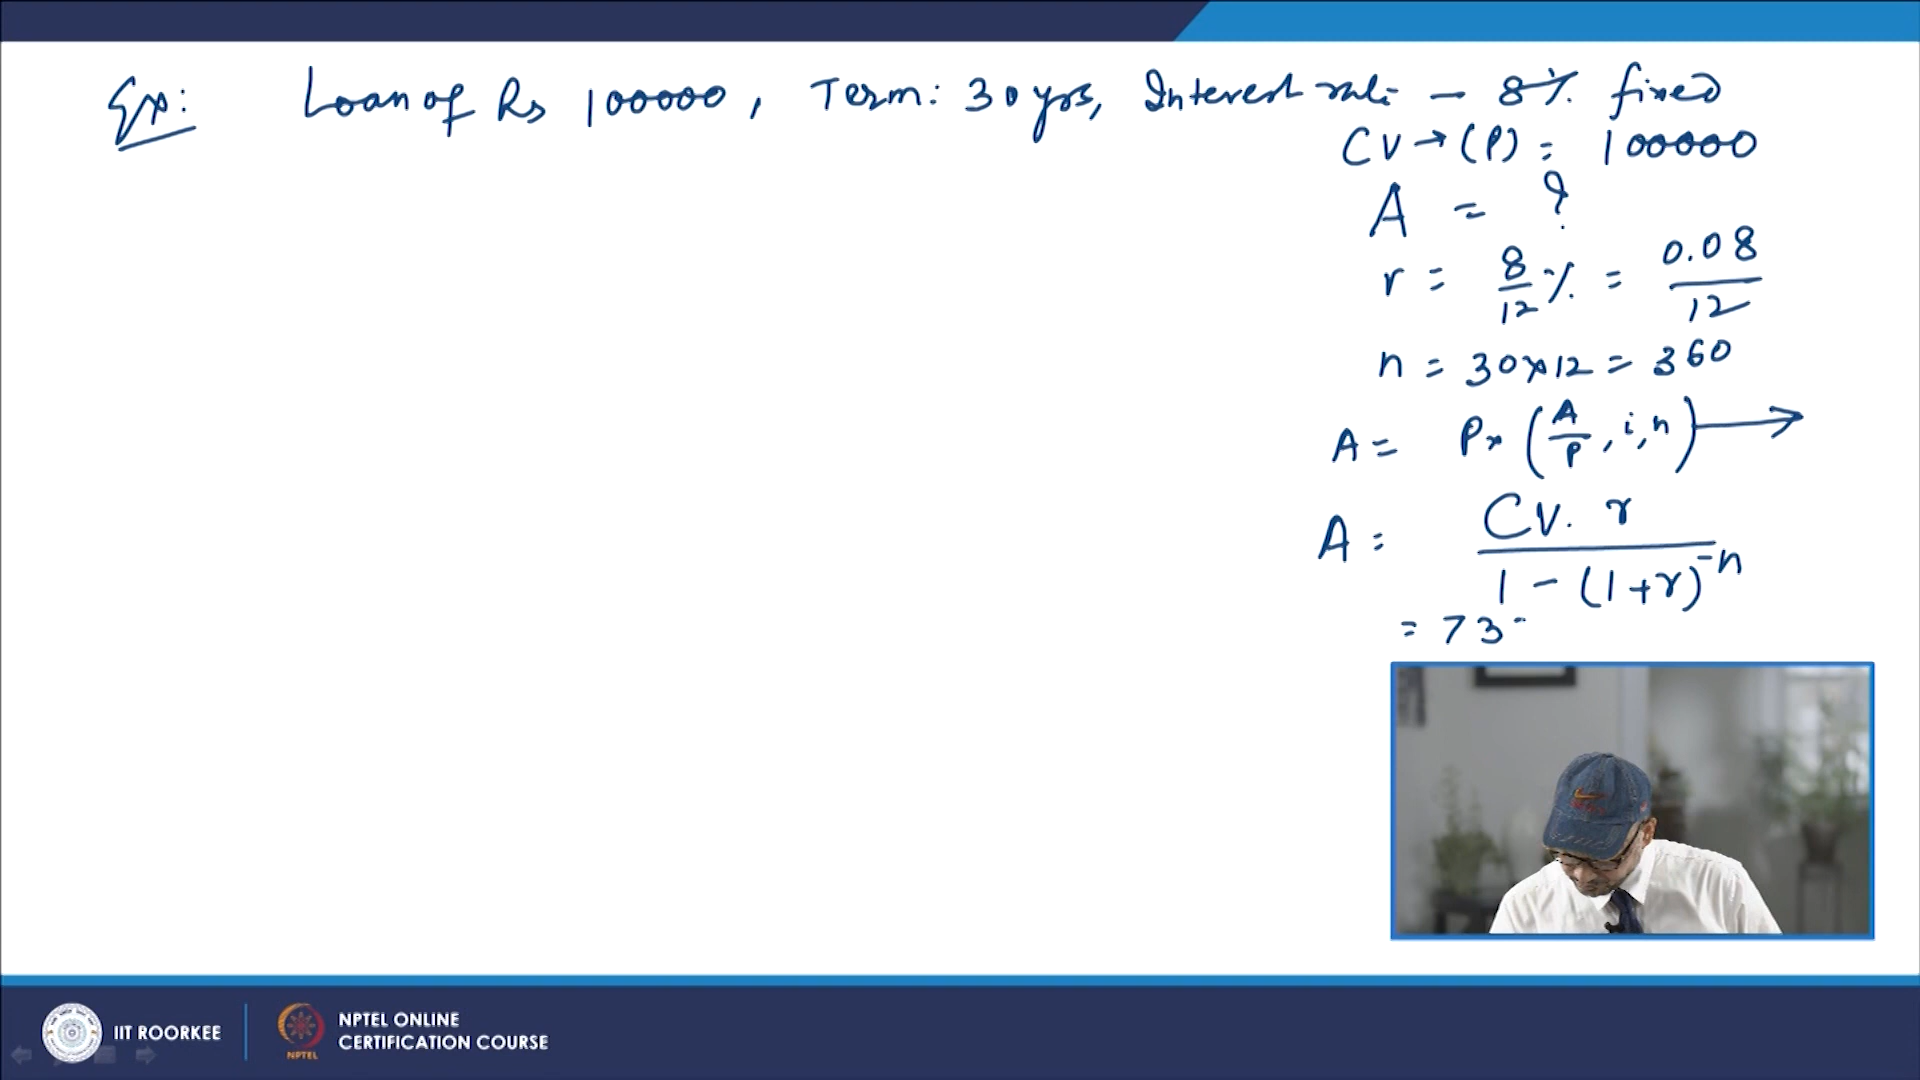 Ex: Loan of Rs 100000, Term: 30 yrs, Interest rate - 8% fixed
CV → (P) = 100000
A = ?
r = 8/12 % = 0.08/12
n = 30×12 = 360
A = P× (A/P, i, n) →
A = CV. r / 1 - (1+r)^-n
= 73
IIT ROORKEE
NPTEL
NPTEL ONLINE
CERTIFICATION COURSE